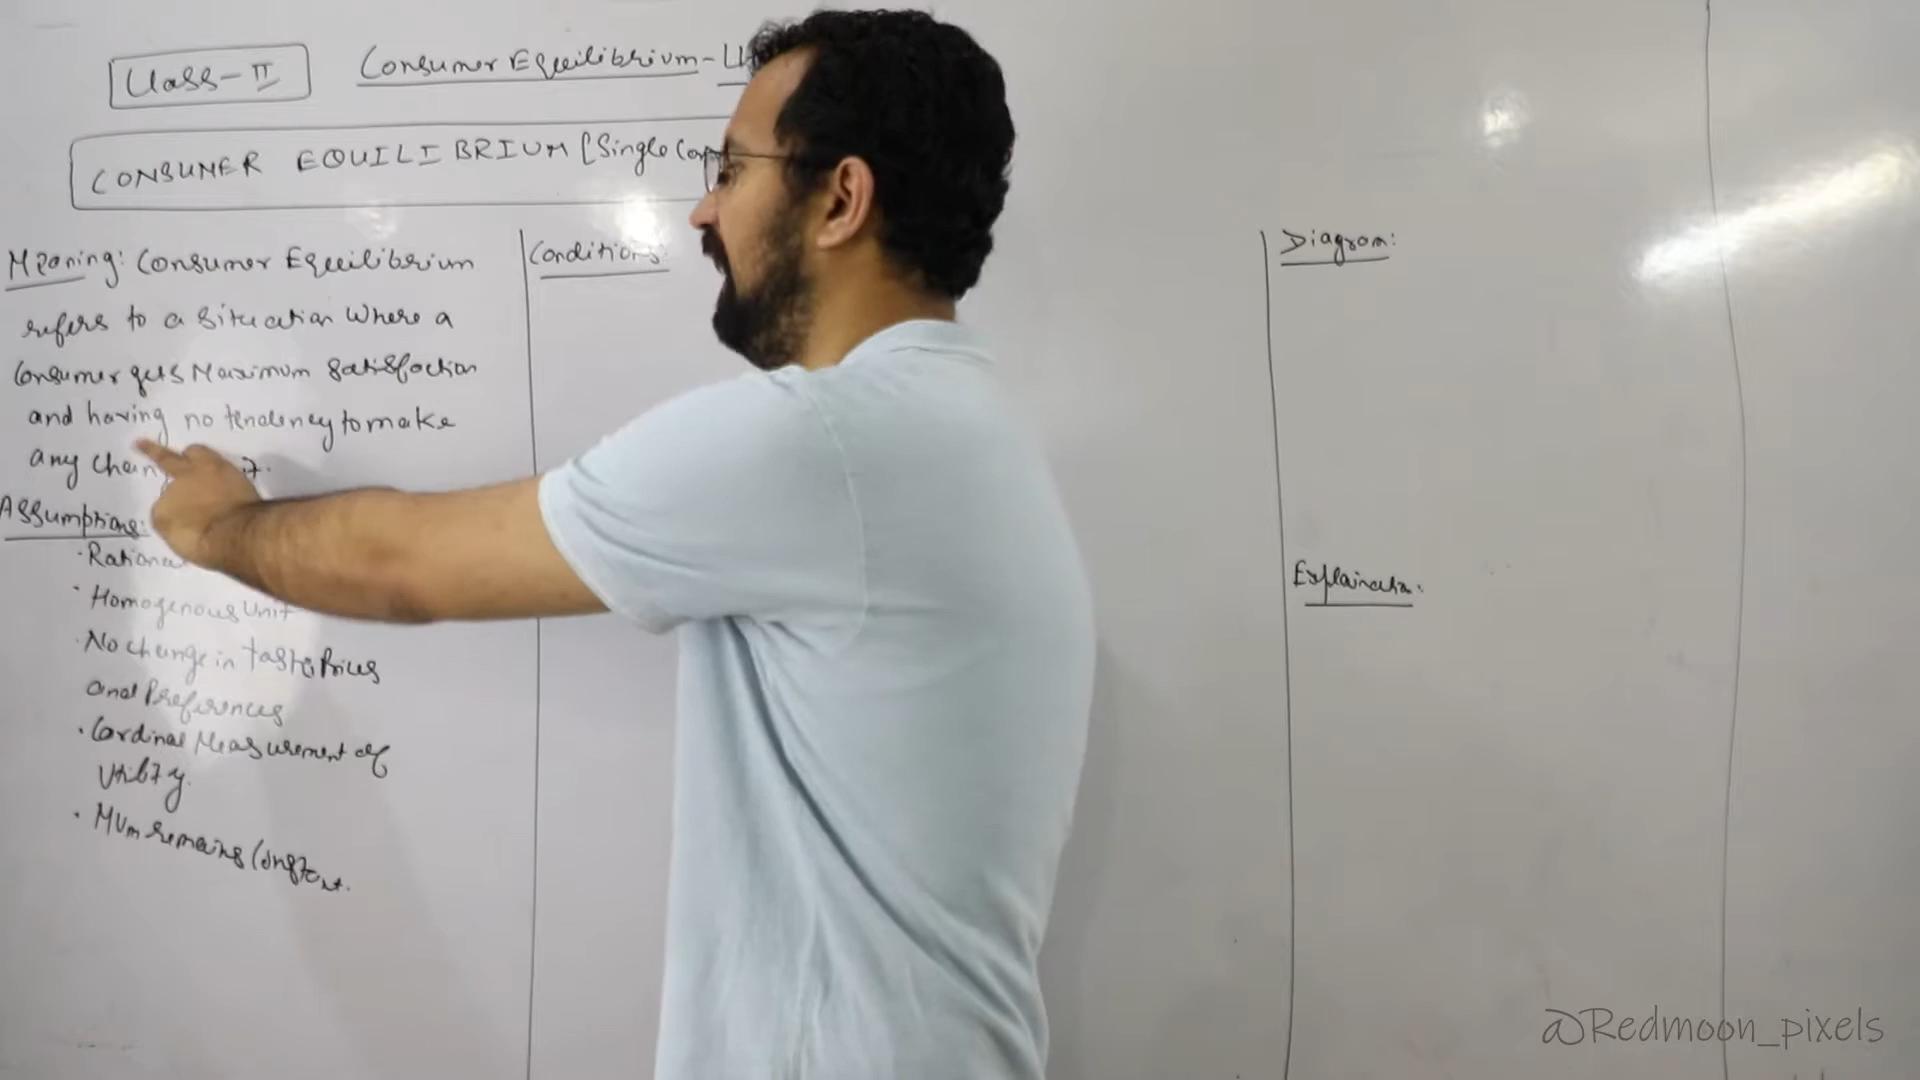 Class-II
Consumer Equilibrium-
CONSUMER EQUILIBRIUM [Single
Meaning: Consumer Equilibrium
refers to a Situation Where a
Consumer gets Maximum Satisfaction
and having no tendency to make
any
Assumptions:
· Homogenous Unit
· No change in taste Prices
and Preferences
· Cardinal Measurement of
Utility.
· MUm remains Constant.
Conditions:
Diagram:
Explaination:
@Redmoon_pixels